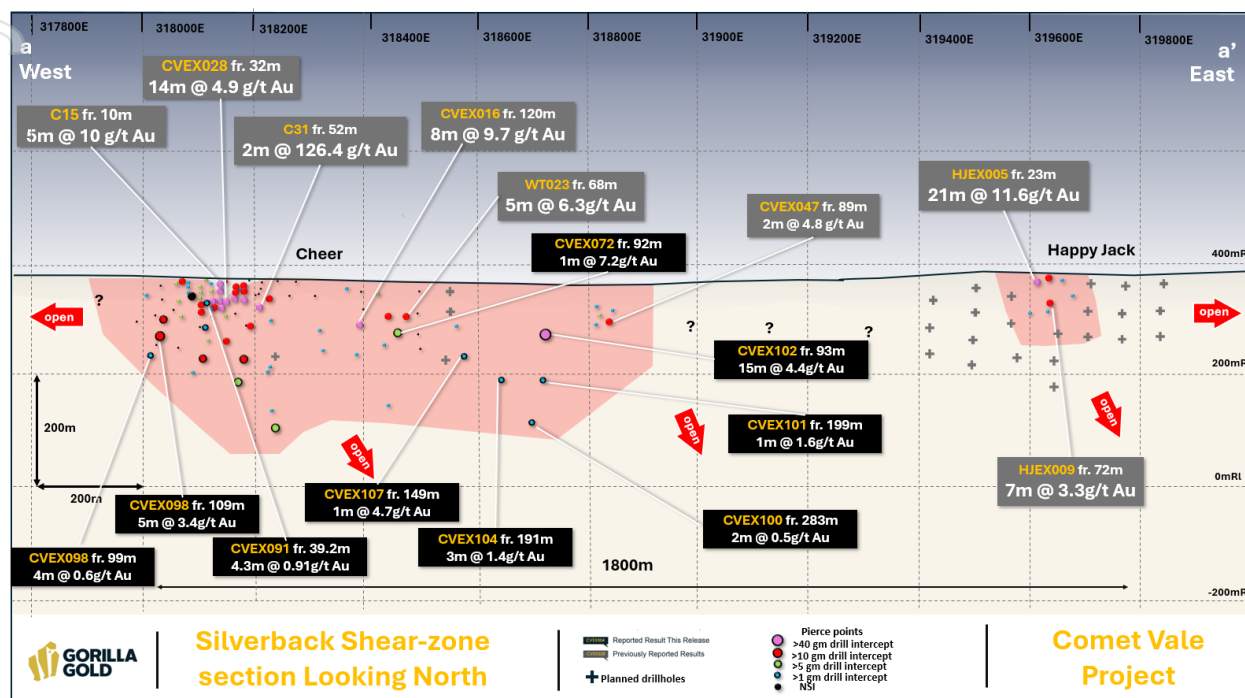 317800E
318000E
318200E
318400E
318600E
318800E
31900E
319200E
319400E
319600E
319800E
a
West
a'
East
CVEX028 fr. 32m
14m @ 4.9 g/t Au
C15 fr. 10m
5m @ 10 g/t Au
C31 fr. 52m
2m @ 126.4 g/t Au
CVEX016 fr. 120m
8m @ 9.7 g/t Au
WT023 fr. 68m
5m @ 6.3g/t Au
CVEX047 fr. 89m
2m @ 4.8 g/t Au
HJEX005 fr. 23m
21m @ 11.6g/t Au
CVEX072 fr. 92m
1m @ 7.2g/t Au
Cheer
Happy Jack
400mR
?
open
?
?
?
open
CVEX102 fr. 93m
15m @ 4.4g/t Au
200mRl
200m
CVEX101 fr. 199m
1m @ 1.6g/t Au
open
open
open
HJEX009 fr. 72m
7m @ 3.3g/t Au
0mRl
200m
CVEX098 fr. 109m
5m @ 3.4g/t Au
CVEX107 fr. 149m
1m @ 4.7g/t Au
CVEX100 fr. 283m
2m @ 0.5g/t Au
CVEX098 fr. 99m
4m @ 0.6g/t Au
CVEX091 fr. 39.2m
4.3m @ 0.91g/t Au
CVEX104 fr. 191m
3m @ 1.4g/t Au
1800m
-200mR
GORILLA
GOLD
Silverback Shear-zone
section Looking North
Reported Result This Release
Previously Reported Results
Planned drillholes
Pierce points
>40 gm drill intercept
>10 gm drill intercept
>5 gm drill intercept
>1 gm drill intercept
NSI
Comet Vale
Project